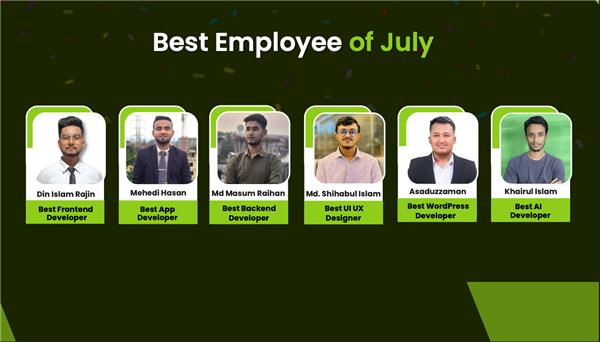 Best Employee of July
Din Islam Rajin
Best Frontend
Developer
Mehedi Hasan
Best App
Developer
Md Masum Raihan
Best Backend
Developer
Md. Shihabul Islam
Best UI UX
Designer
Asaduzzaman
Best WordPress
Developer
Khairul Islam
Best AI
Developer